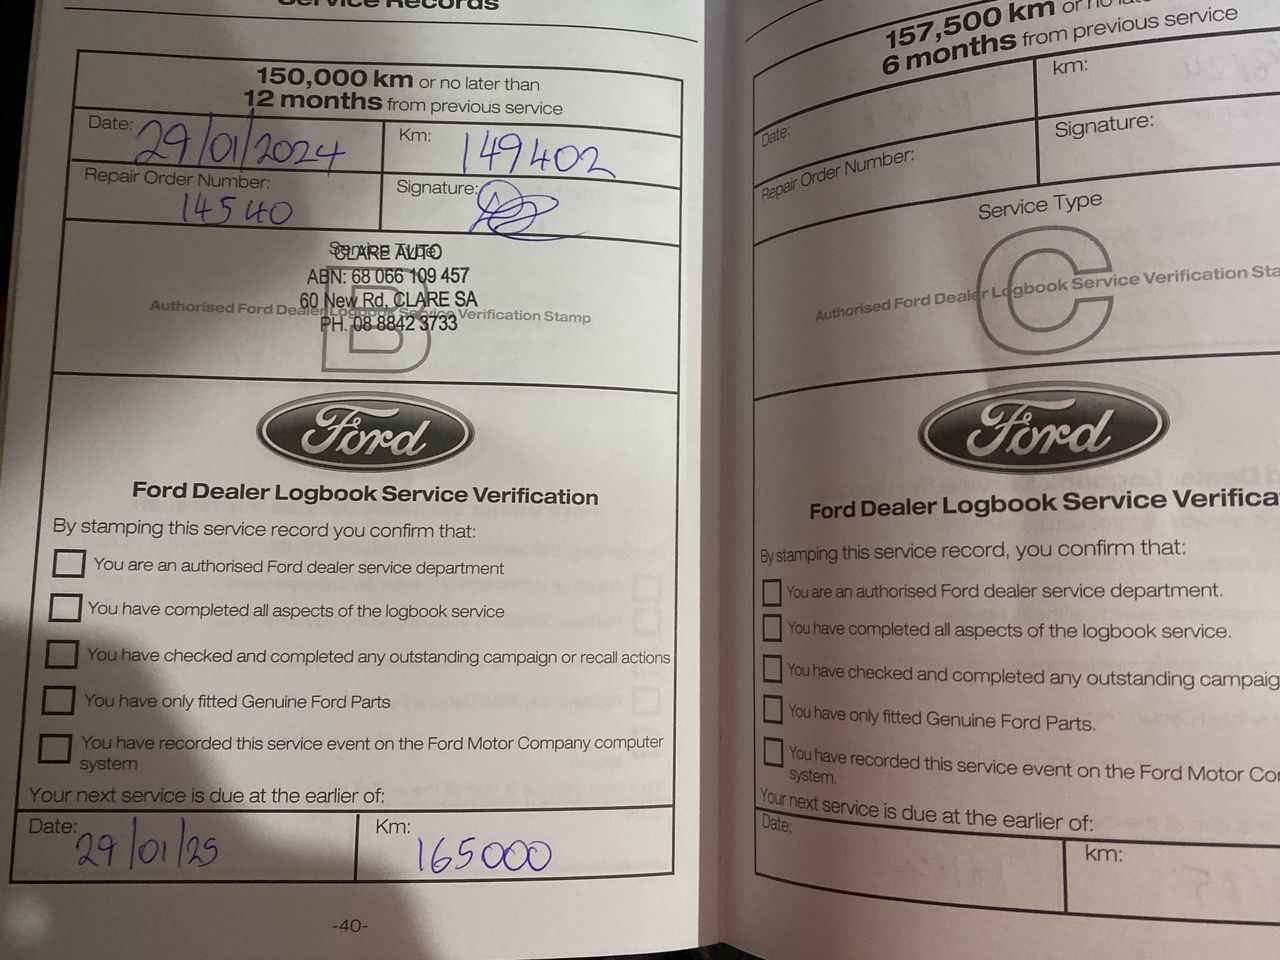 Service Records
150,000 km or no later than
12 months from previous service
Date: 29/01/2024
Km: 149402
Repair Order Number: 14540
Signature:
Service Type
CLARE AUTO
ABN: 68 066 109 457
60 New Rd, CLARE SA
PH. 08 8842 3733
B
Authorised Ford Dealer Logbook Service Verification Stamp
Ford
Ford Dealer Logbook Service Verification
By stamping this service record you confirm that:
You are an authorised Ford dealer service department
You have completed all aspects of the logbook service
You have checked and completed any outstanding campaign or recall actions
You have only fitted Genuine Ford Parts
You have recorded this service event on the Ford Motor Company computer
system
Your next service is due at the earlier of:
Date: 29/01/25
Km: 165000
-40-
157,500 km or no
6 months from previous service
Date:
km:
Repair Order Number:
Signature:
Service Type
C
Authorised Ford Dealer Logbook Service Verification Sta
Ford
Ford Dealer Logbook Service Verifica
By stamping this service record, you confirm that:
You are an authorised Ford dealer service department.
You have completed all aspects of the logbook service.
You have checked and completed any outstanding campaig
You have only fitted Genuine Ford Parts.
You have recorded this service event on the Ford Motor Co
system.
Your next service is due at the earlier of:
Date:
km: